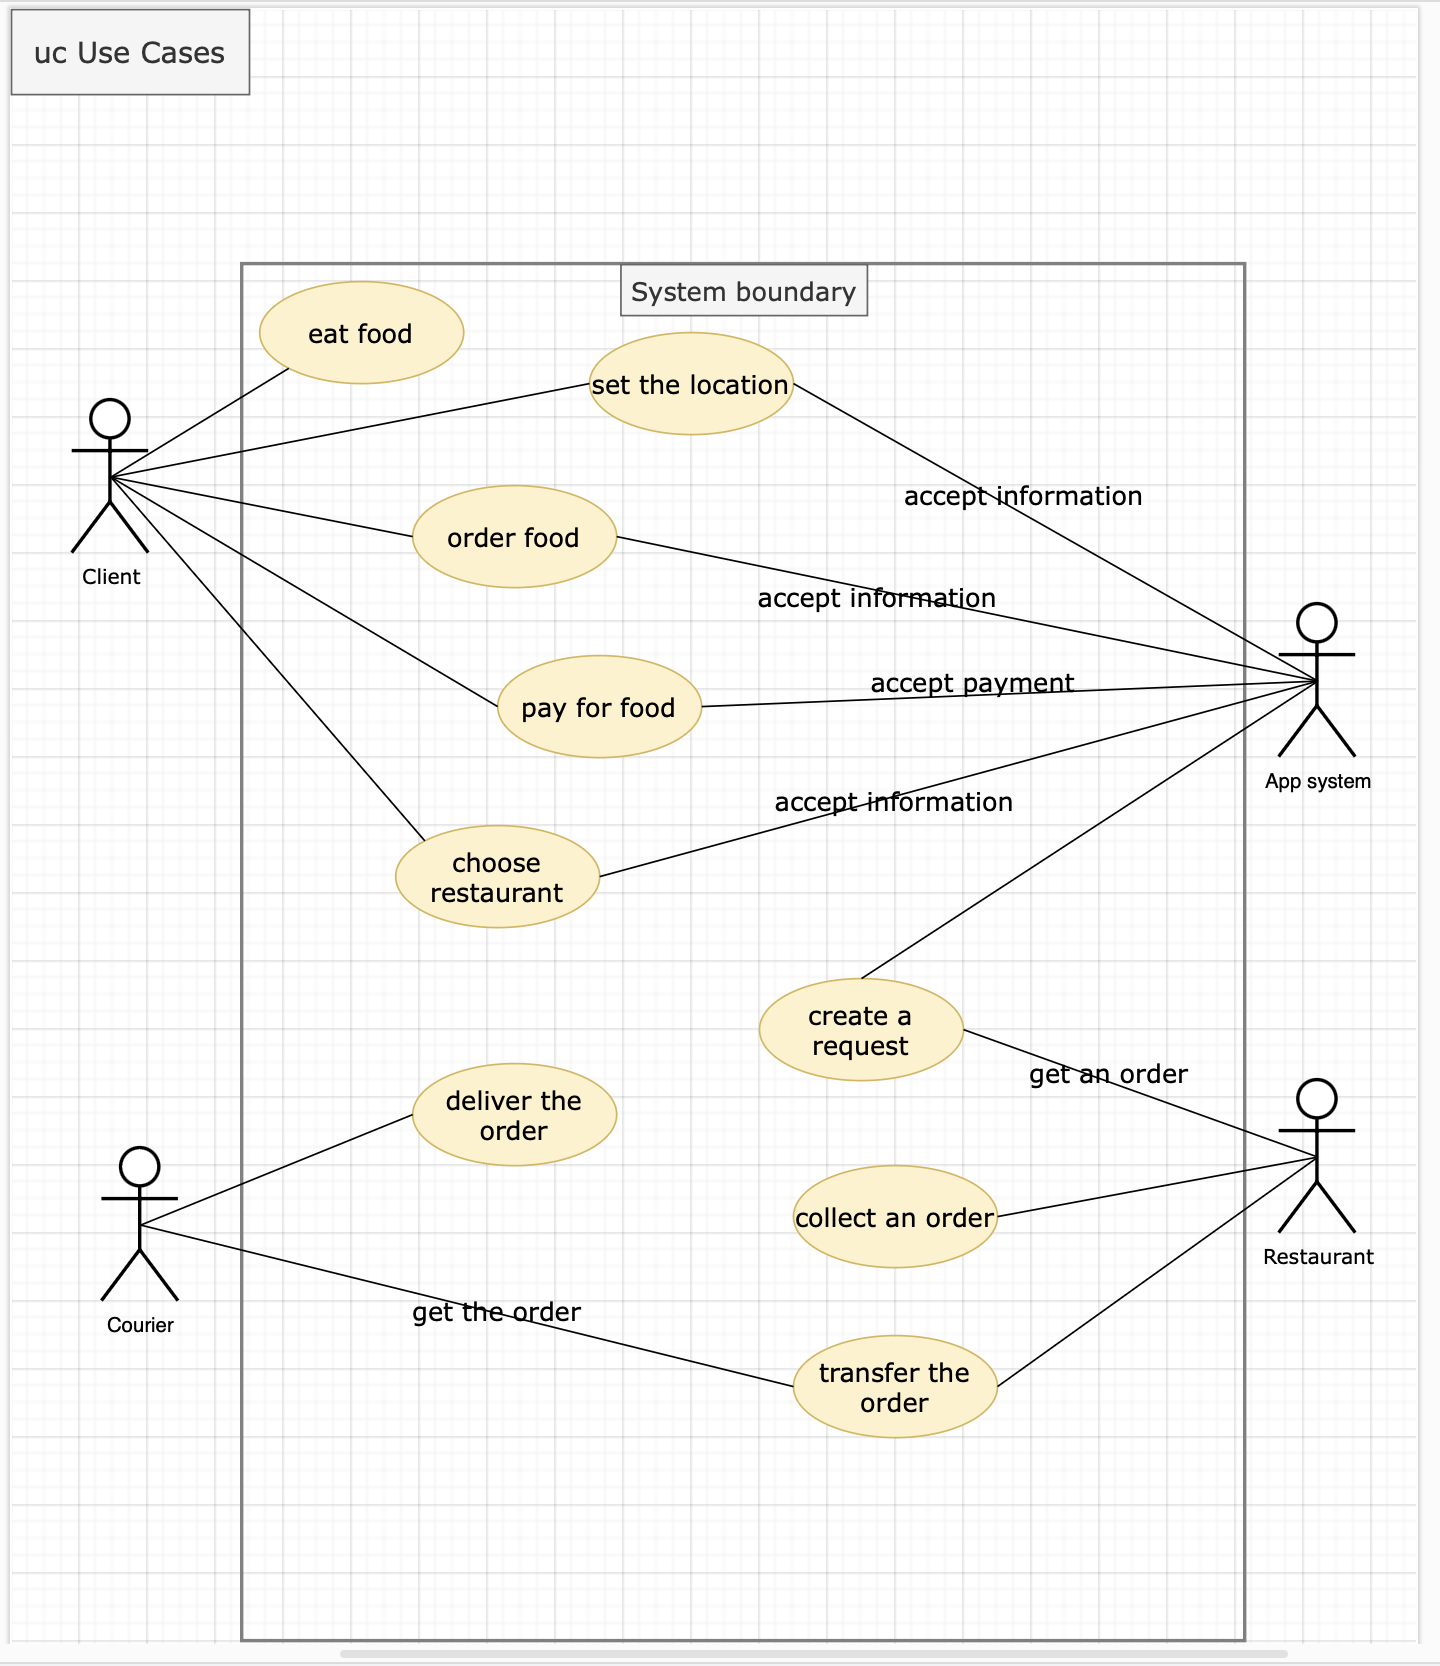 uc Use Cases
System boundary
eat food
set the location
accept information
order food
Client
accept information
accept payment
pay for food
App system
accept information
choose
restaurant
create a
request
get an order
deliver the
order
collect an order
Restaurant
get the order
Courier
transfer the
order